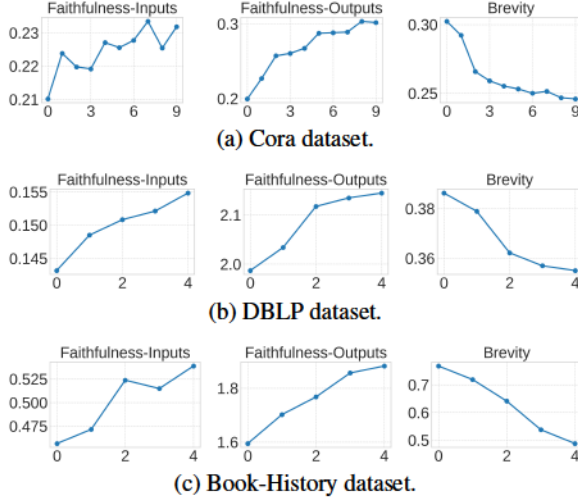 Faithfulness-Inputs Faithfulness-Outputs Brevity
0.23 0.3 0.30
0.22
0.21 0.2 0.25
0 3 6 9 0 3 6 9 0 3 6 9
(a) Cora dataset.
Faithfulness-Inputs Faithfulness-Outputs Brevity
0.155 2.1 0.38
0.150
0.145 2.0 0.36
0 2 4 0 2 4 0 2 4
(b) DBLP dataset.
Faithfulness-Inputs Faithfulness-Outputs Brevity
0.525 1.8 0.7
0.500 0.6
0.475 1.6 0.5
0 2 4 0 2 4 0 2 4
(c) Book-History dataset.